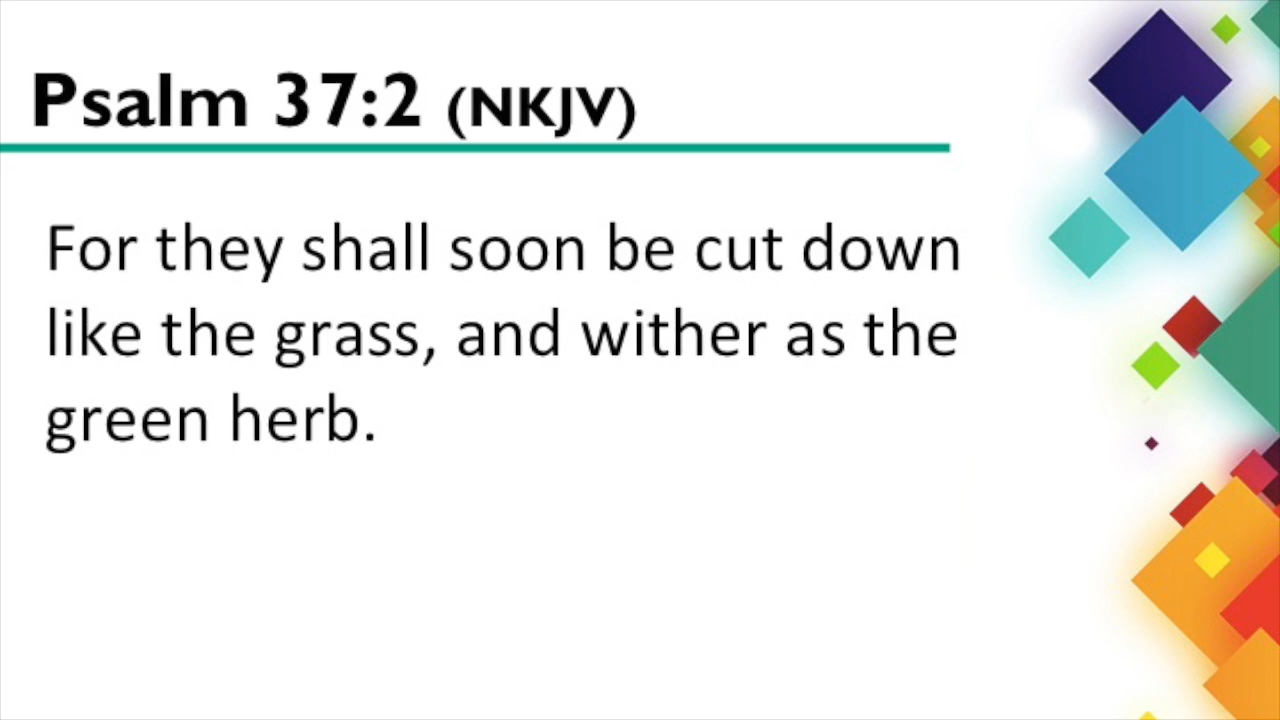 Psalm 37:2 (NKJV)
For they shall soon be cut down
like the grass, and wither as the
green herb.